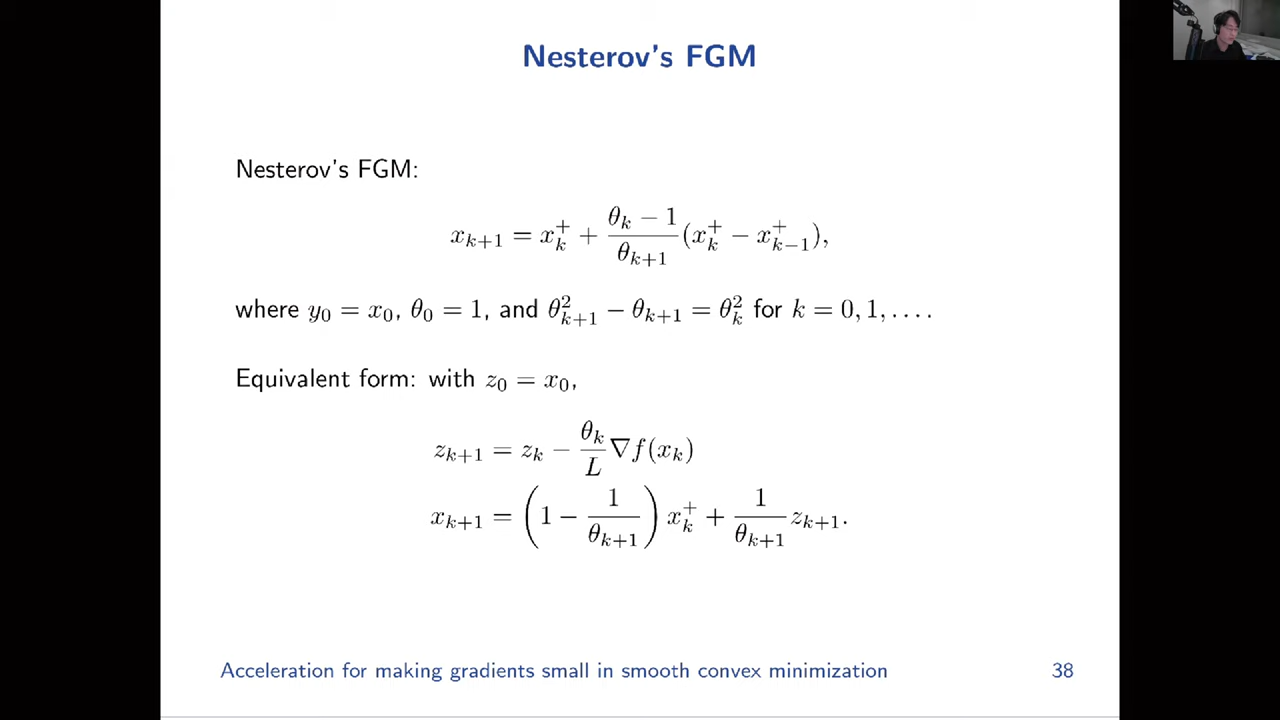 Nesterov's FGM
Nesterov's FGM:
$x_{k+1} = x_k^+ + \frac{\theta_k - 1}{\theta_{k+1}}(x_k^+ - x_{k-1}^+),$
where $y_0 = x_0$, $\theta_0 = 1$, and $\theta_{k+1}^2 - \theta_{k+1} = \theta_k^2$ for $k = 0, 1, \ldots.$
Equivalent form: with $z_0 = x_0$,
$z_{k+1} = z_k - \frac{\theta_k}{L} \nabla f(x_k)$
$x_{k+1} = \left(1 - \frac{1}{\theta_{k+1}}\right) x_k^+ + \frac{1}{\theta_{k+1}} z_{k+1}.$
Acceleration for making gradients small in smooth convex minimization 38